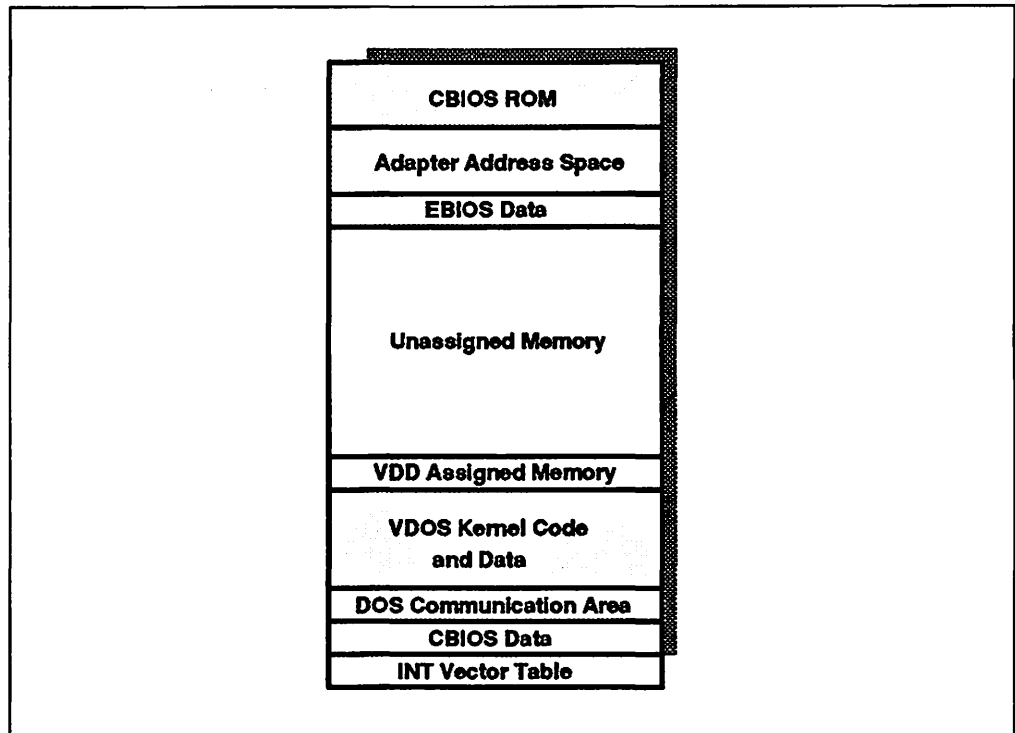 CBIOS ROM
Adapter Address Space
EBIOS Data
Unassigned Memory
VDD Assigned Memory
VDOS Kernel Code
and Data
DOS Communication Area
CBIOS Data
INT Vector Table